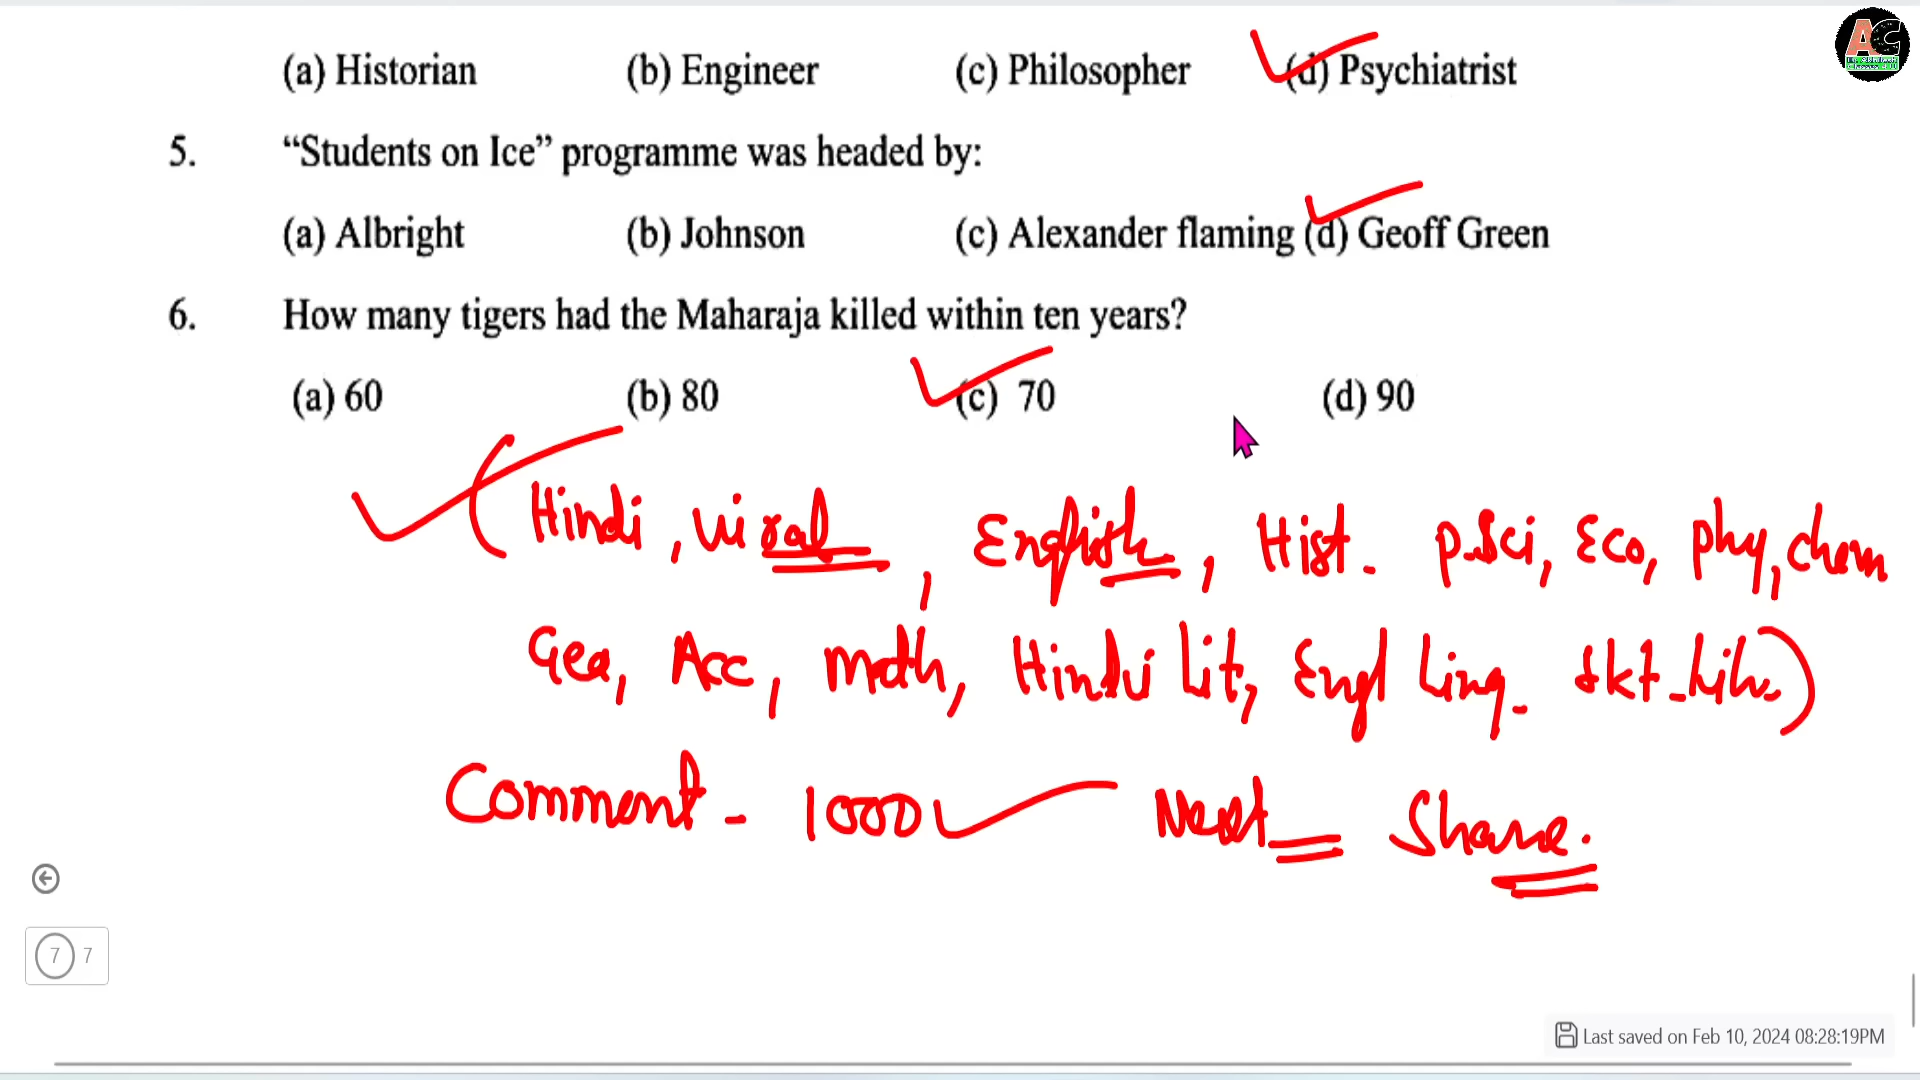 (a) Historian (b) Engineer (c) Philosopher (d) Psychiatrist
5. “Students on Ice” programme was headed by:
(a) Albright (b) Johnson (c) Alexander flaming (d) Geoff Green
6. How many tigers had the Maharaja killed within ten years?
(a) 60 (b) 80 (c) 70 (d) 90
(Hindi, viral, English, Hist. P.Sci, Eco, phy, chem
Geo, Acc, math, Hindi Lit, Engl Ling.
Comment - 1000 Next Share.
7 7
Last saved on Feb 10, 2024 08:28:19PM
AC